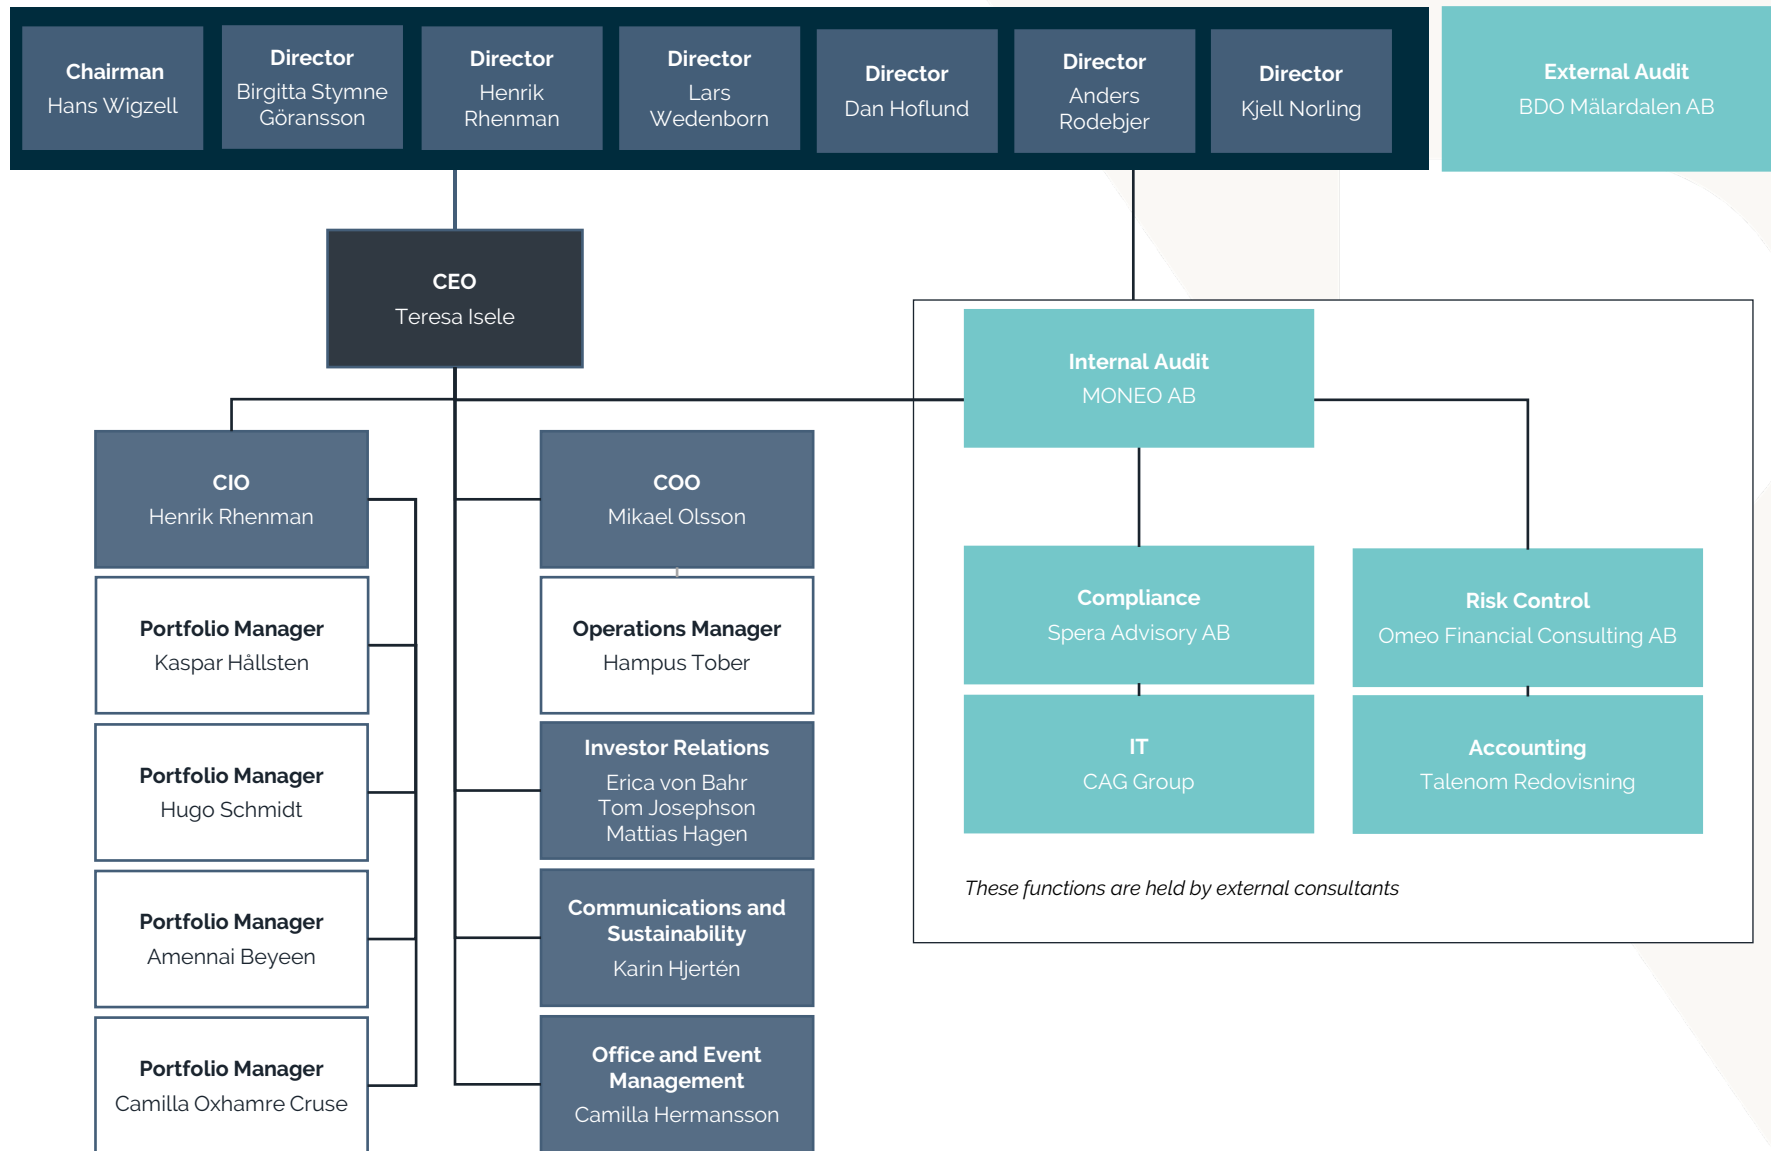 Chairman
Hans Wigzell
Director
Birgitta Stymne
Göransson
Director
Henrik
Rhenman
Director
Lars
Wedenborn
Director
Dan Hoflund
Director
Anders
Rodebjer
Director
Kjell Norling
External Audit
BDO Mälardalen AB
CEO
Teresa Isele
Internal Audit
MONEO AB
CIO
Henrik Rhenman
Portfolio Manager
Kaspar Hållsten
Portfolio Manager
Hugo Schmidt
Portfolio Manager
Amennai Beyeen
Portfolio Manager
Camilla Oxhamre Cruse
COO
Mikael Olsson
Operations Manager
Hampus Tober
Investor Relations
Erica von Bahr
Tom Josephson
Mattias Hagen
Communications and
Sustainability
Karin Hjertén
Office and Event
Management
Camilla Hermansson
Compliance
Spera Advisory AB
Risk Control
Omeo Financial Consulting AB
IT
CAG Group
Accounting
Talenom Redovisning
These functions are held by external consultants